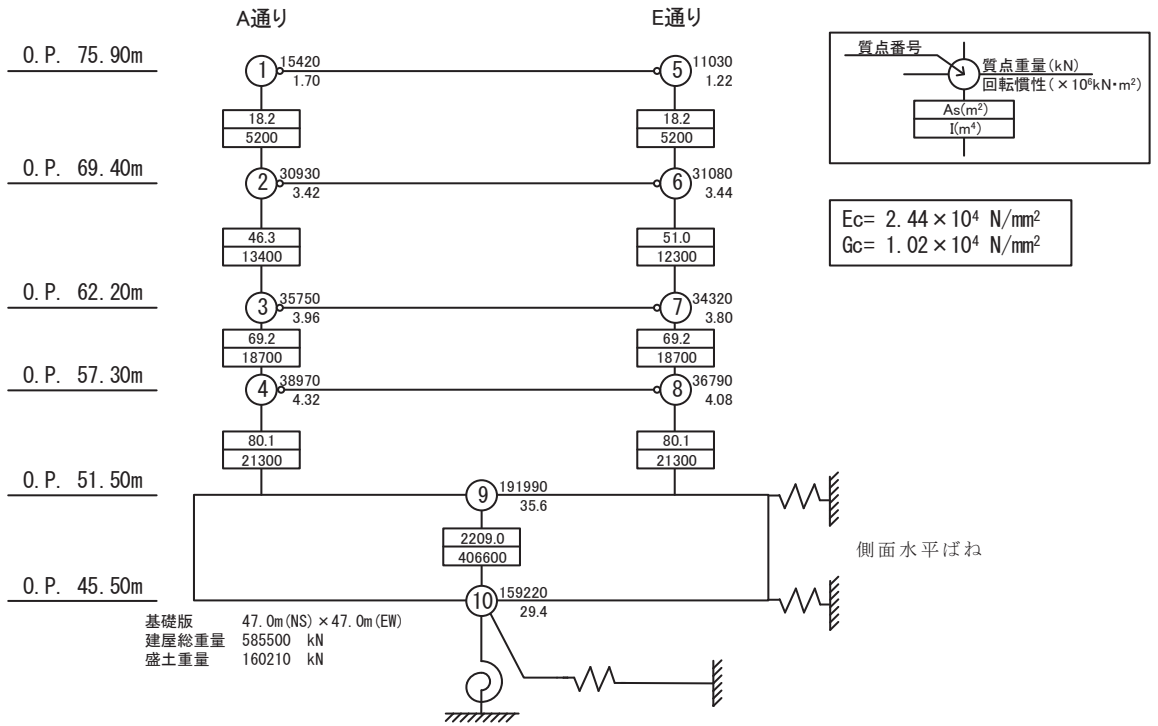 A通り
E通り
O.P. 75.90m
1
15420
1.70
5
11030
1.22
18.2
5200
18.2
5200
O.P. 69.40m
2
30930
3.42
6
31080
3.44
46.3
13400
51.0
12300
O.P. 62.20m
3
35750
3.96
7
34320
3.80
69.2
18700
69.2
18700
O.P. 57.30m
4
38970
4.32
8
36790
4.08
80.1
21300
80.1
21300
O.P. 51.50m
9
191990
35.6
2209.0
406600
側面水平ばね
O.P. 45.50m
10
159220
29.4
基礎版 47.0m(NS)×47.0m(EW)
建屋総重量 585500 kN
盛土重量 160210 kN
質点番号
質点重量(kN)
回転慣性(×10⁶kN・m²)
As(m²)
I(m⁴)
Ec= 2.44×10⁴ N/mm²
Gc= 1.02×10⁴ N/mm²